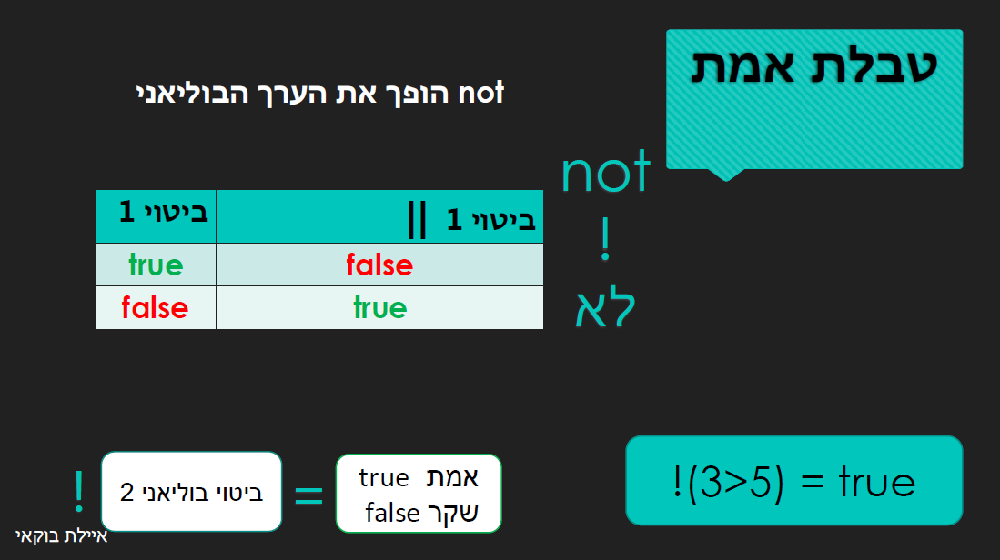 טבלת אמת
not הופך את הערך הבוליאני
not
!
לא
ביטוי 1 ביטוי 1 ||
true false
false true
! ביטוי בוליאני 2 = אמת true
שקר false
!(3>5) = true
איילת בוקאי